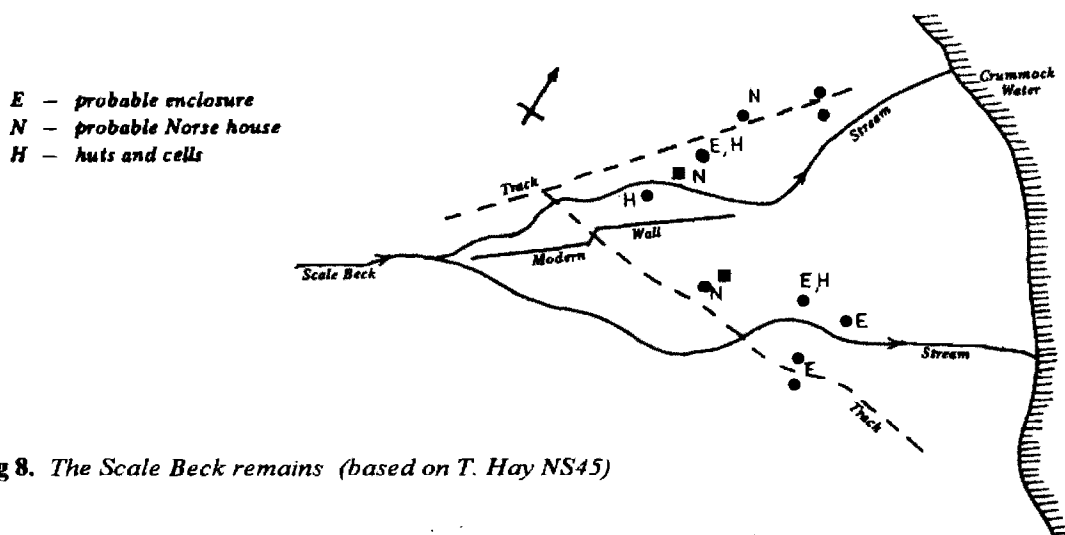 E – probable enclosure
N – probable Norse house
H – huts and cells
Crummock
Water
N
Stream
E, H
Track
N
H
Wall
Modern
Scale Beck
E,H
N
E
Stream
E
Track
g 8. The Scale Beck remains (based on T. Hay NS45)